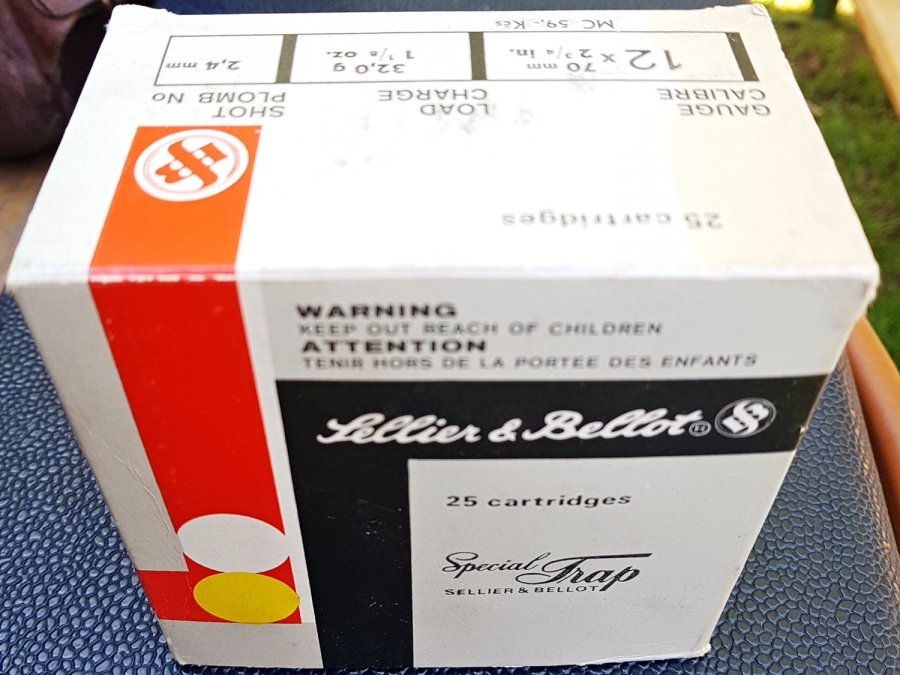 25 cartridges
GAUGE LOAD SHOT
CALIBRE CHARGE PLOMB No
12 x 70 mm 2 3/4 in.
32,0 g 1 1/8 oz.
2,4 mm
MC 59,- Kčs
WARNING
KEEP OUT REACH OF CHILDREN
ATTENTION
TENIR HORS DE LA PORTEE DES ENFANTS
Sellier & Bellot®
25 cartridges
Special Trap
SELLIER & BELLOT